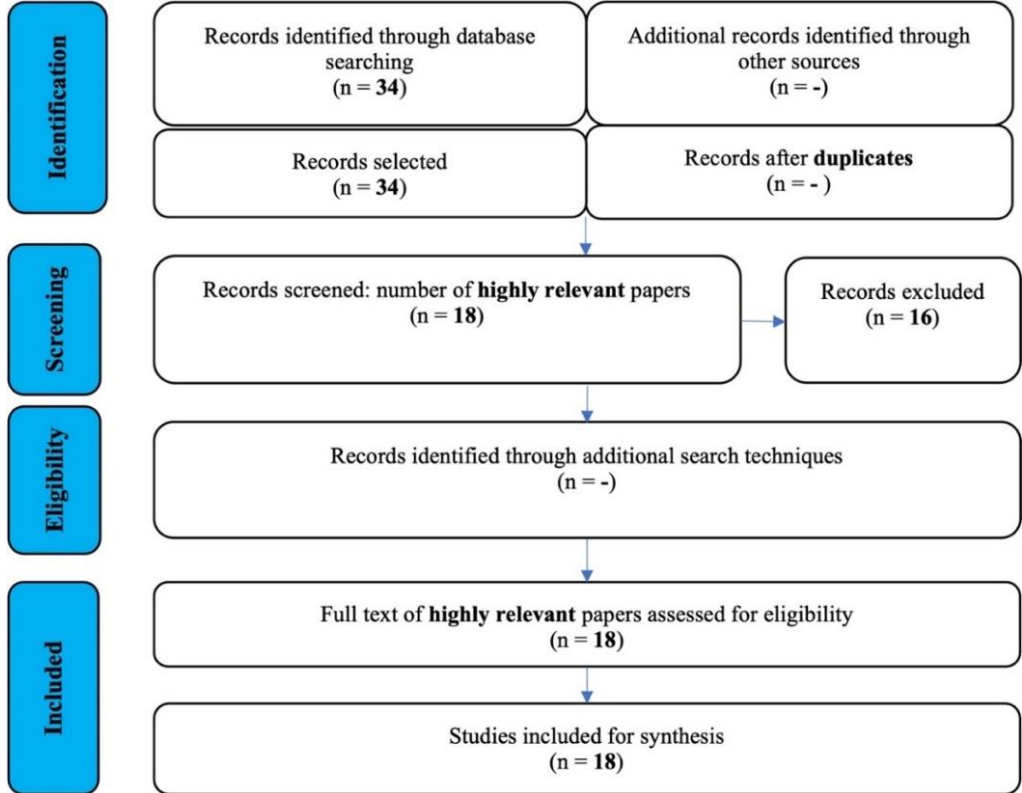 Identification
Records identified through database
searching
(n = 34)
Additional records identified through
other sources
(n = -)
Records selected
(n = 34)
Records after duplicates
(n = - )
Screening
Records screened: number of highly relevant papers
(n = 18)
Records excluded
(n = 16)
Eligibility
Records identified through additional search techniques
(n = -)
Included
Full text of highly relevant papers assessed for eligibility
(n = 18)
Studies included for synthesis
(n = 18)